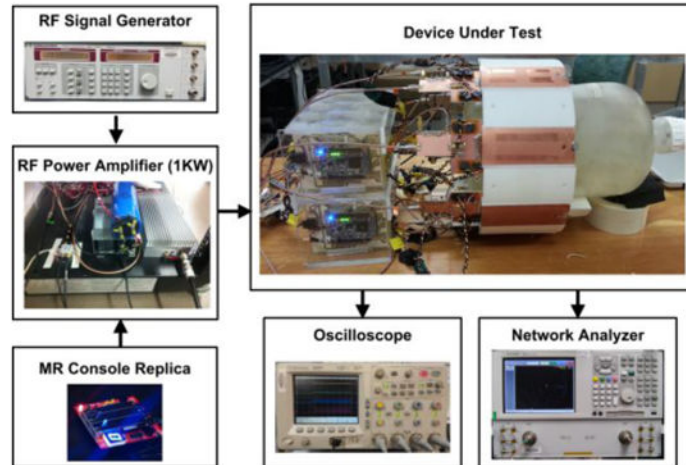 RF Signal Generator
Device Under Test
RF Power Amplifier (1KW)
MR Console Replica
Oscilloscope
Network Analyzer